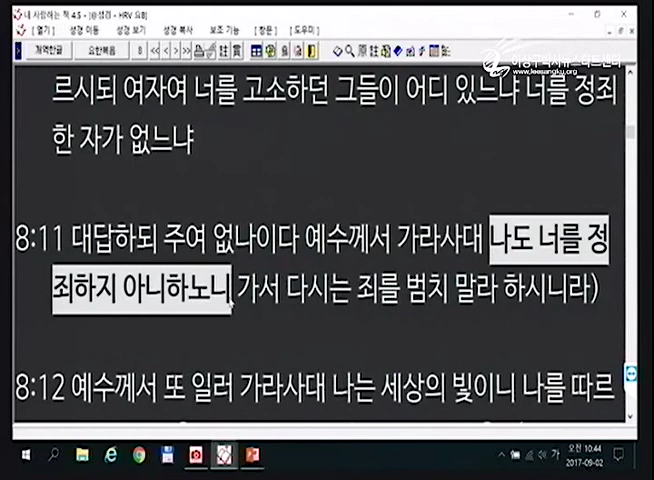 내 사랑하는 책 4.5 - [@성경 - HRV 요8]
[열기] 성경 이동 성경 보기 성경 복사 보조 기능 [창문] [도우미]
개역한글 요한복음 8
www.leesangku.org
르시되 여자여 너를 고소하던 그들이 어디 있느냐 너를 정죄
한 자가 없느냐
8:11 대답하되 주여 없나이다 예수께서 가라사대 나도 너를 정
죄하지 아니하노니 가서 다시는 죄를 범치 말라 하시니라)
8:12 예수께서 또 일러 가라사대 나는 세상의 빛이니 나를 따르
가 오전 10:44
2017-09-02